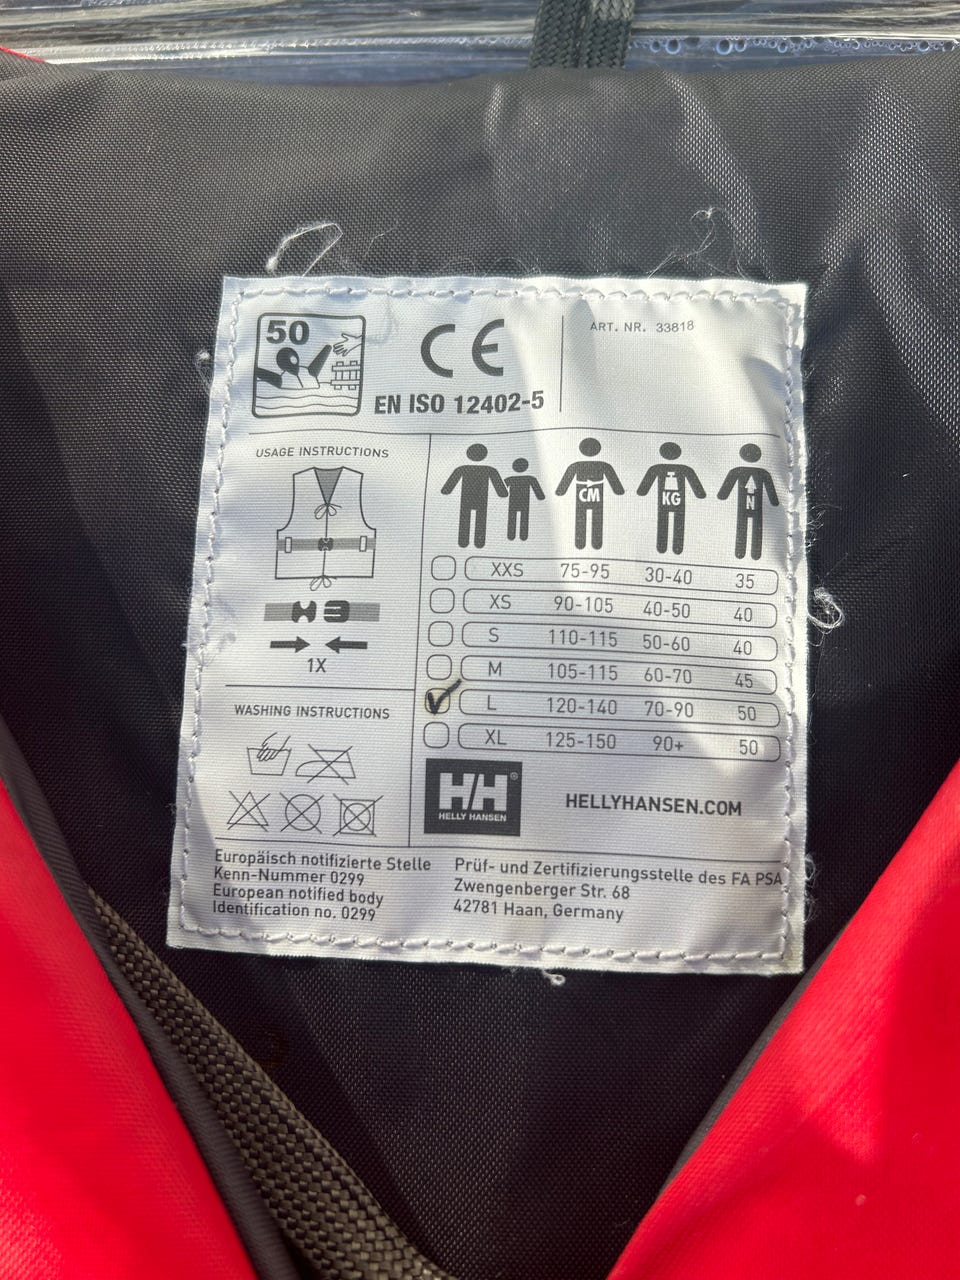 50
CE
EN ISO 12402-5
ART. NR. 33818
USAGE INSTRUCTIONS
1X
WASHING INSTRUCTIONS
CM KG N
XXS 75-95 30-40 35
XS 90-105 40-50 40
S 110-115 50-60 40
M 105-115 60-70 45
L 120-140 70-90 50
XL 125-150 90+ 50
HH®
HELLY HANSEN
HELLYHANSEN.COM
Europäisch notifizierte Stelle
Kenn-Nummer 0299
European notified body
Identification no. 0299
Prüf- und Zertifizierungsstelle des FA PSA
Zwengenberger Str. 68
42781 Haan, Germany